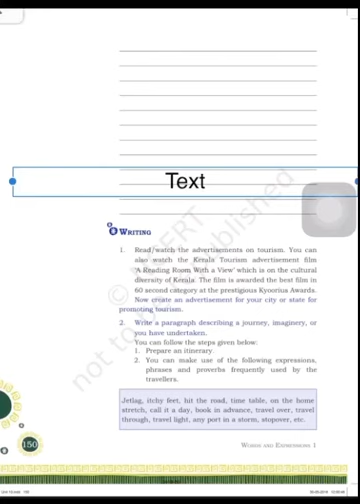 Text
WRITING
1. Read/watch the advertisements on tourism. You can
also watch the Kerala Tourism advertisement film
'A Reading Room With a View' which is on the cultural
diversity of Kerala. The film is awarded the best film in
60 second category at the prestigious Kyoorius Awards.
Now create an advertisement for your city or state for
promoting tourism.
2. Write a paragraph describing a journey, imaginery, or
you have undertaken.
You can follow the steps given below:
1. Prepare an itinerary.
2. You can make use of the following expressions,
phrases and proverbs frequently used by the
travellers.
Jetlag, itchy feet, hit the road, time table, on the home
stretch, call it a day, book in advance, travel over, travel
through, travel light, any port in a storm, stopover, etc.
150
WORDS AND EXPRESSIONS 1
© NCERT
not to be republished